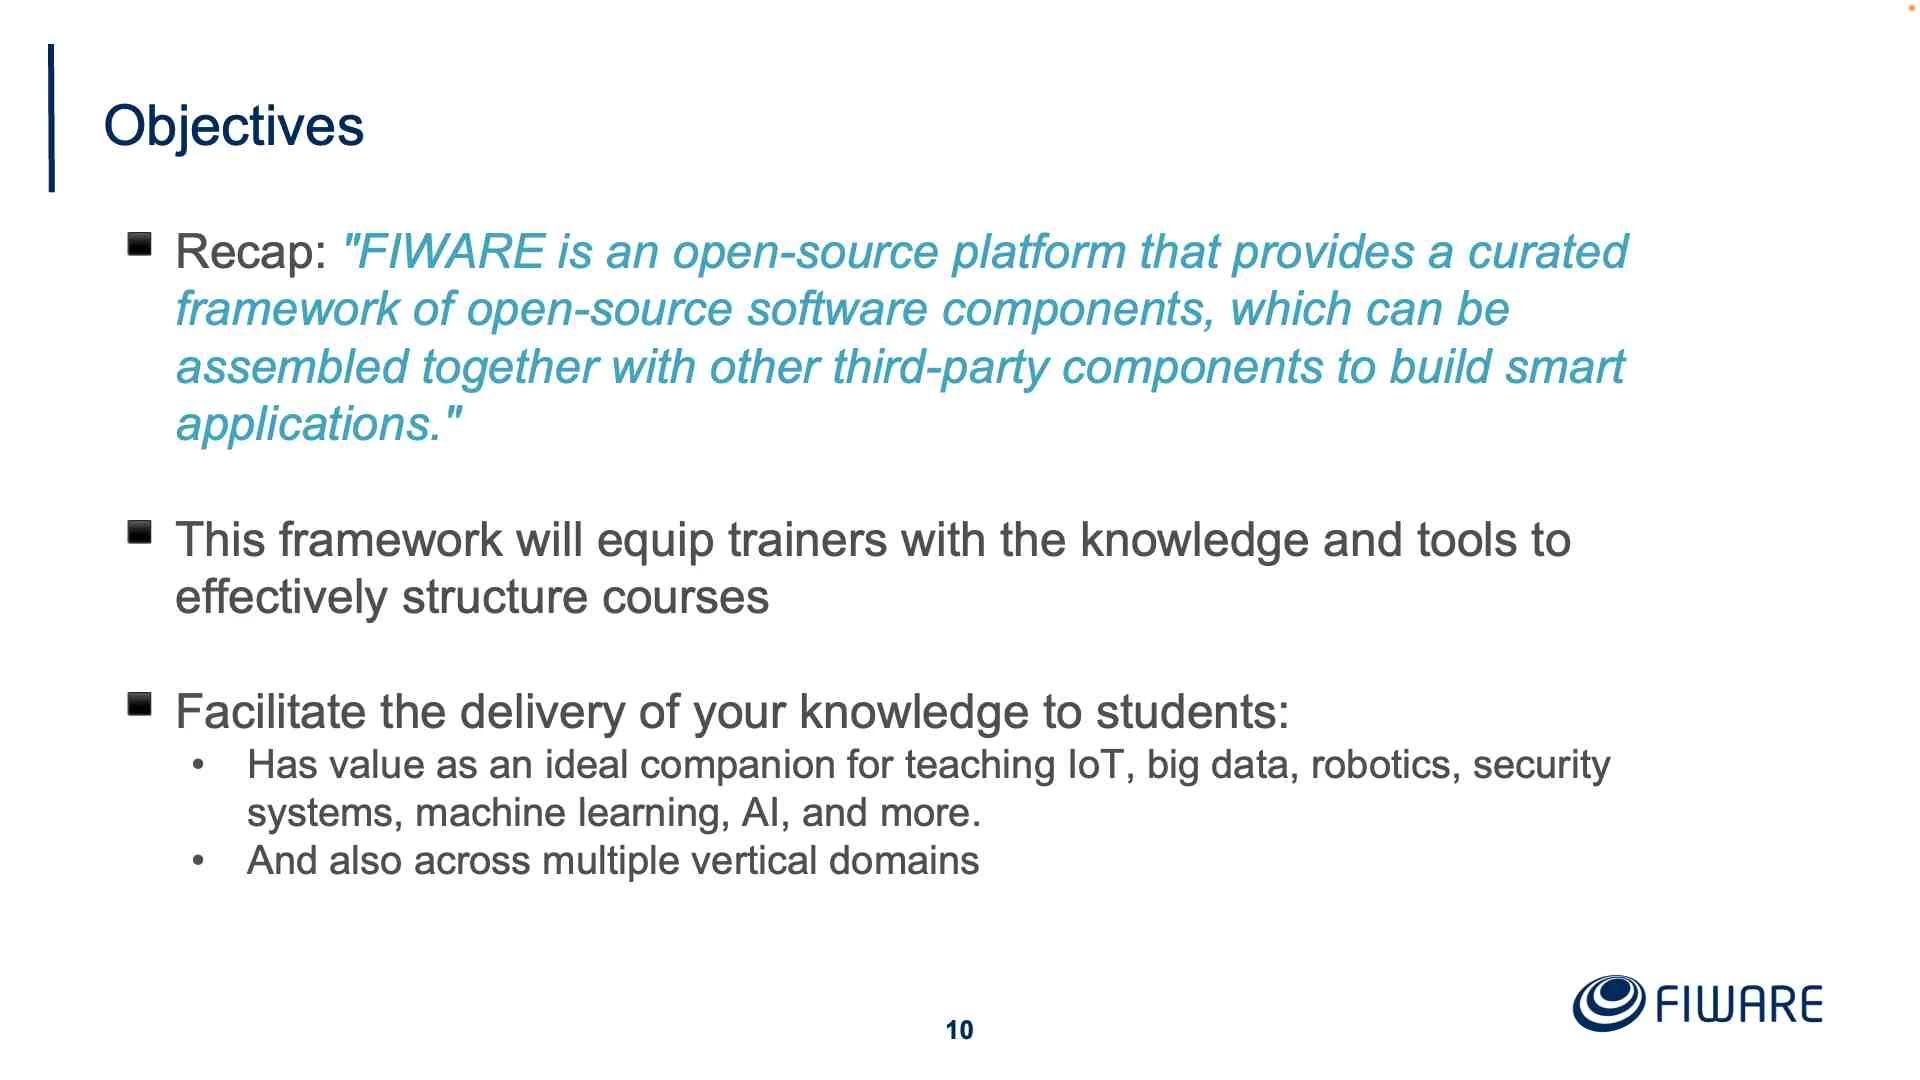 Objectives
Recap: "FIWARE is an open-source platform that provides a curated
framework of open-source software components, which can be
assembled together with other third-party components to build smart
applications."
This framework will equip trainers with the knowledge and tools to
effectively structure courses
Facilitate the delivery of your knowledge to students:
• Has value as an ideal companion for teaching IoT, big data, robotics, security
systems, machine learning, AI, and more.
• And also across multiple vertical domains
FIWARE
10